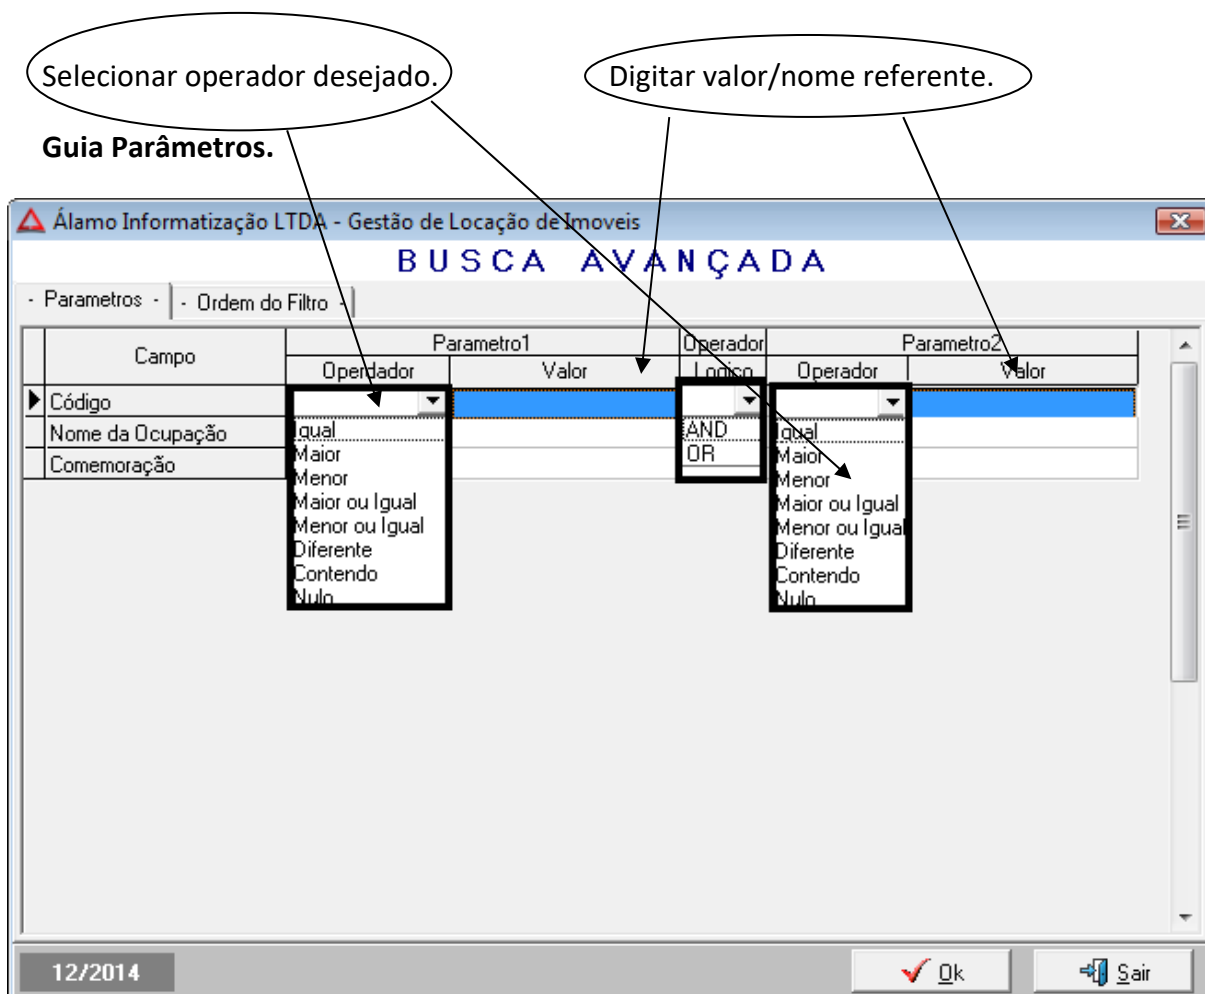 Selecionar operador desejado.
Digitar valor/nome referente.
Guia Parâmetros.
Álamo Informatização LTDA - Gestão de Locação de Imoveis
BUSCA AVANÇADA
- Parametros -
- Ordem do Filtro -
Campo
Parametro1
Operador
Logico
Parametro2
Operdador
Valor
Operador
Valor
Código
Nome da Ocupação
Comemoração
Igual
Maior
Menor
Maior ou Igual
Menor ou Igual
Diferente
Contendo
Nulo
AND
OR
Igual
Maior
Menor
Maior ou Igual
Menor ou Igual
Diferente
Contendo
Nulo
12/2014
Ok
Sair